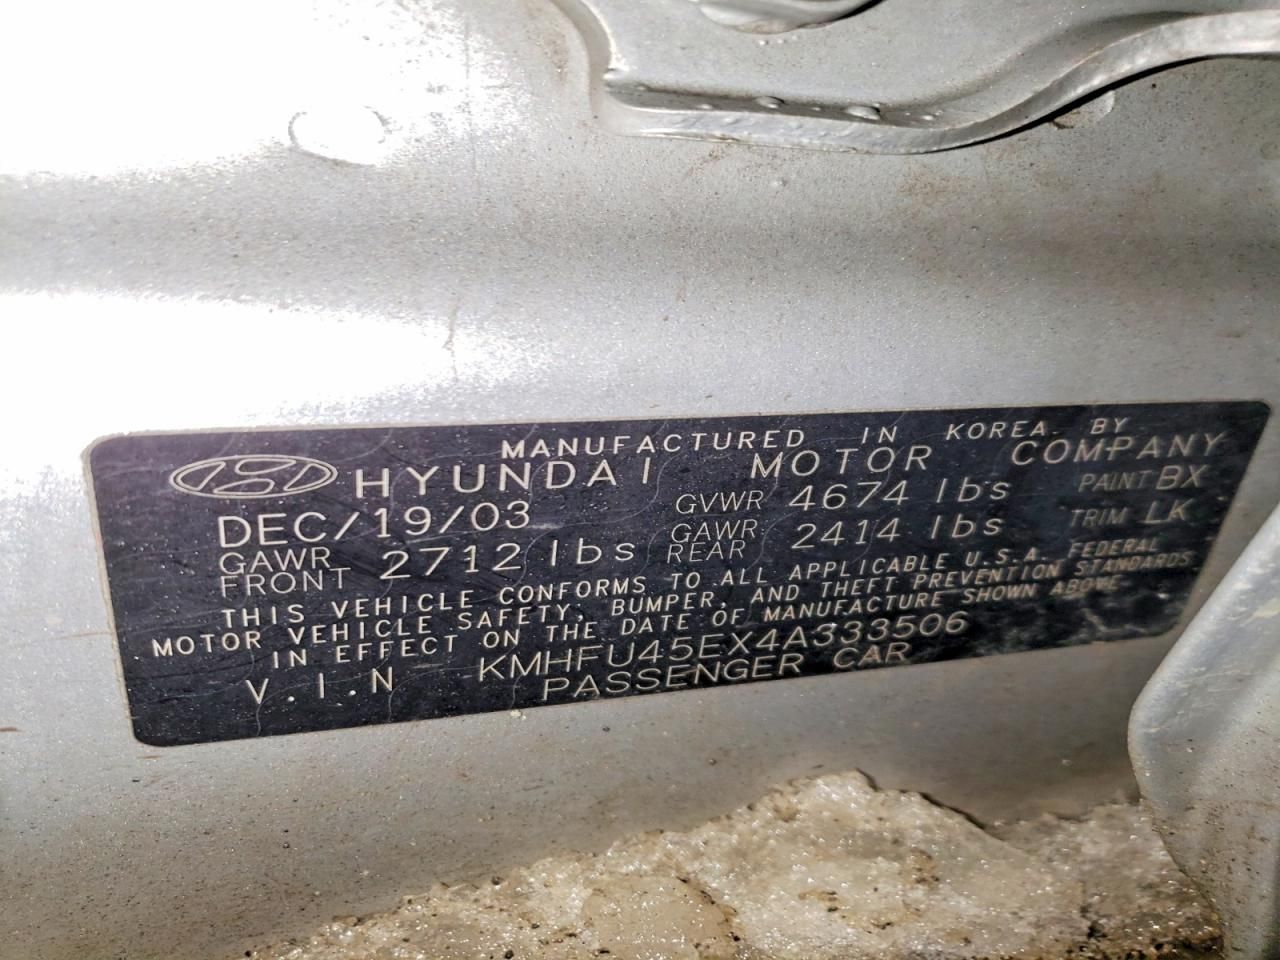 MANUFACTURED IN KOREA BY
HYUNDAI MOTOR COMPANY
DEC/19/03 GVWR 4674 lbs PAINT BX
GAWR FRONT 2712 lbs GAWR REAR 2414 lbs TRIM LK
THIS VEHICLE CONFORMS TO ALL APPLICABLE U.S.A. FEDERAL
MOTOR VEHICLE SAFETY, BUMPER, AND THEFT PREVENTION STANDARDS
IN EFFECT ON THE DATE OF MANUFACTURE SHOWN ABOVE
V.I.N KMHFU45EX4A333506
PASSENGER CAR